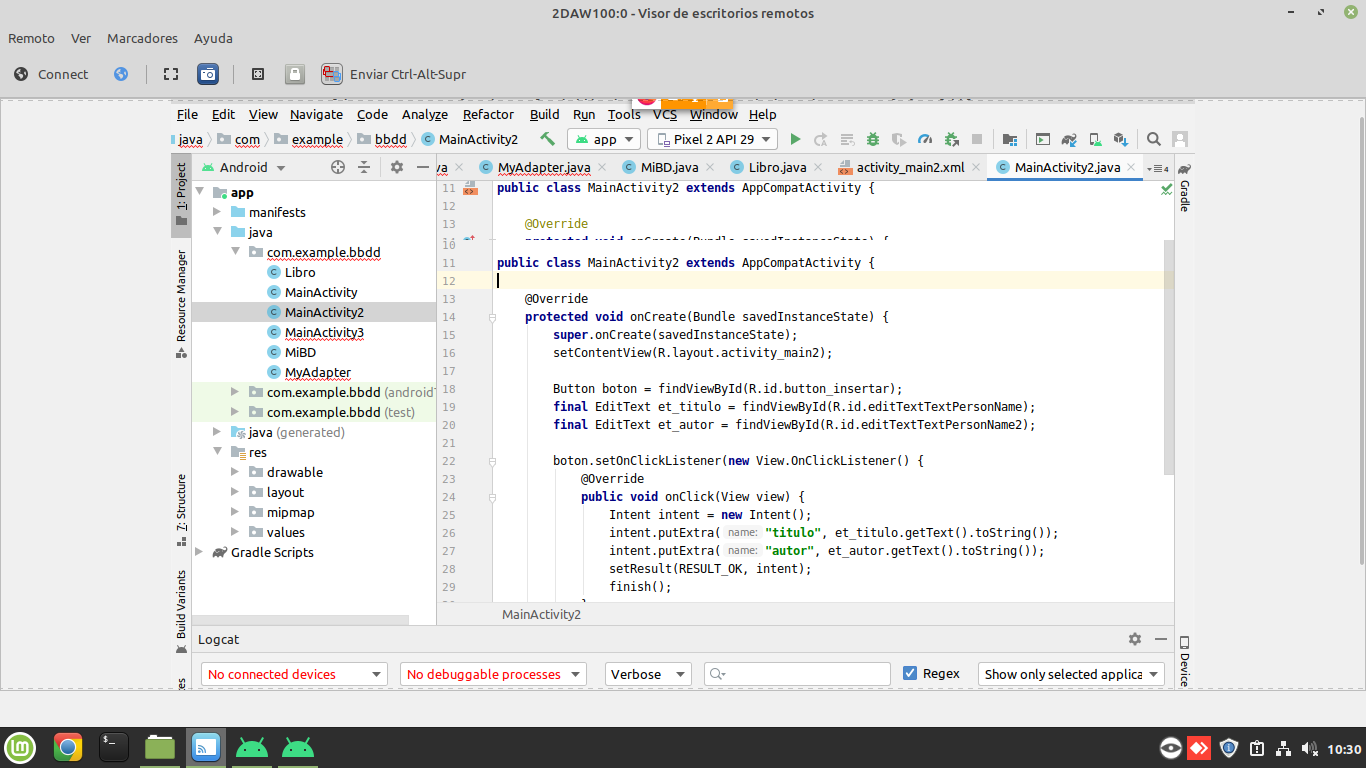 2DAW100:0 - Visor de escritorios remotos
Remoto Ver Marcadores Ayuda
Connect Enviar Ctrl-Alt-Supr
File Edit View Navigate Code Analyze Refactor Build Run Tools VCS Window Help
java com example bbdd MainActivity2 app Pixel 2 API 29
Android va MyAdapter.java MiBD.java Libro.java activity_main2.xml MainActivity2.java 4
1: Project
Resource Manager
7: Structure
Build Variants
app
manifests
java
com.example.bbdd
Libro
MainActivity
MainActivity2
MainActivity3
MiBD
MyAdapter
com.example.bbdd (android
com.example.bbdd (test)
java (generated)
res
drawable
layout
mipmap
values
Gradle Scripts
11 public class MainActivity2 extends AppCompatActivity {
12
13 @Override
14 protected void onCreate(Bundle savedInstanceState) {
10
11 public class MainActivity2 extends AppCompatActivity {
12
13 @Override
14 protected void onCreate(Bundle savedInstanceState) {
15 super.onCreate(savedInstanceState);
16 setContentView(R.layout.activity_main2);
17
18 Button boton = findViewById(R.id.button_insertar);
19 final EditText et_titulo = findViewById(R.id.editTextTextPersonName);
20 final EditText et_autor = findViewById(R.id.editTextTextPersonName2);
21
22 boton.setOnClickListener(new View.OnClickListener() {
23 @Override
24 public void onClick(View view) {
25 Intent intent = new Intent();
26 intent.putExtra( name: "titulo", et_titulo.getText().toString());
27 intent.putExtra( name: "autor", et_autor.getText().toString());
28 setResult(RESULT_OK, intent);
29 finish();
MainActivity2
Gradle
Device
Logcat
No connected devices No debuggable processes Verbose Regex Show only selected applica
10:30